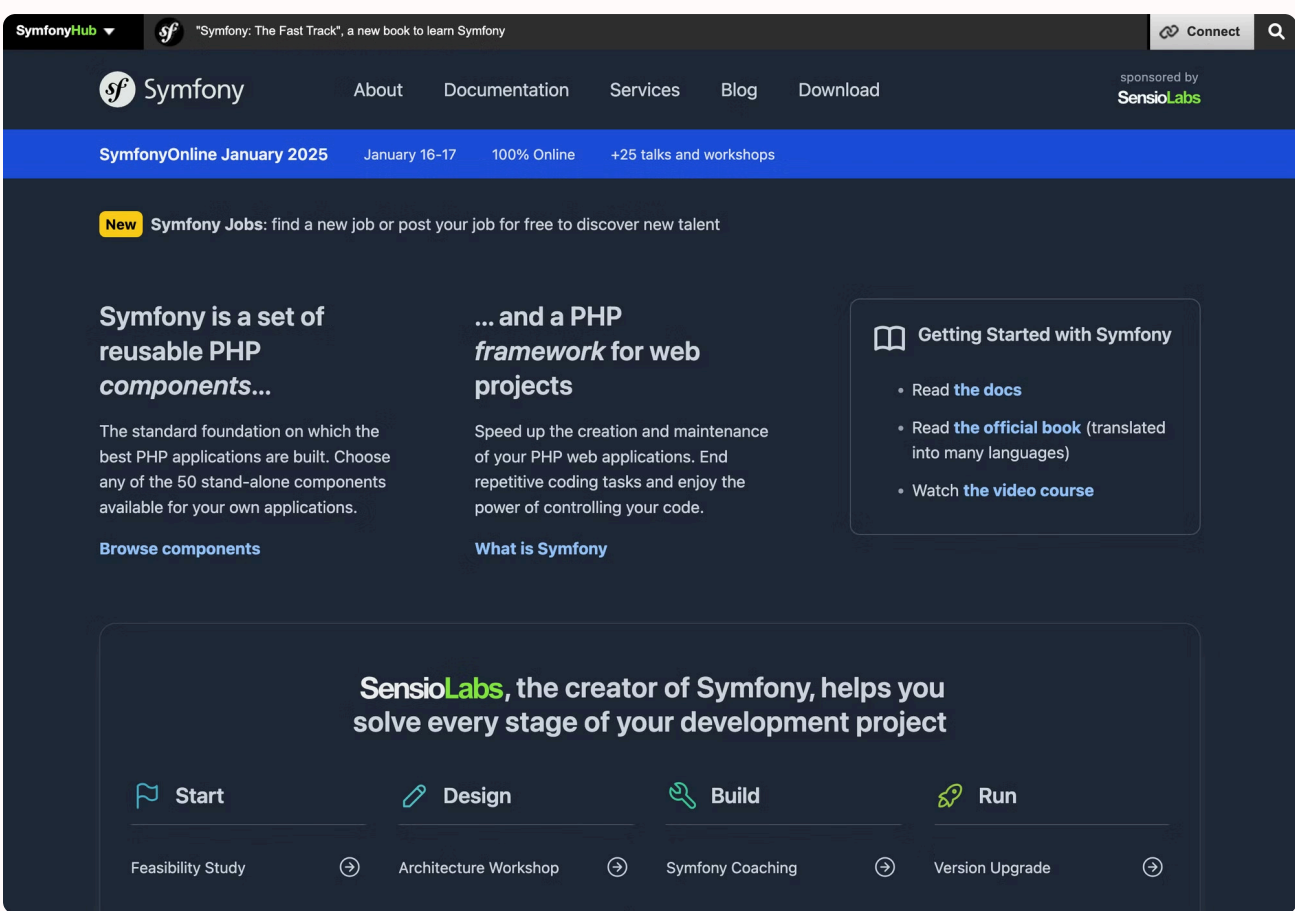 SymfonyHub
"Symfony: The Fast Track", a new book to learn Symfony
Connect
sf Symfony
About
Documentation
Services
Blog
Download
sponsored by
SensioLabs
SymfonyOnline January 2025
January 16-17
100% Online
+25 talks and workshops
New Symfony Jobs: find a new job or post your job for free to discover new talent
Symfony is a set of
reusable PHP
components...
The standard foundation on which the
best PHP applications are built. Choose
any of the 50 stand-alone components
available for your own applications.
Browse components
... and a PHP
framework for web
projects
Speed up the creation and maintenance
of your PHP web applications. End
repetitive coding tasks and enjoy the
power of controlling your code.
What is Symfony
Getting Started with Symfony
• Read the docs
• Read the official book (translated
into many languages)
• Watch the video course
SensioLabs, the creator of Symfony, helps you
solve every stage of your development project
Start
Design
Build
Run
Feasibility Study
Architecture Workshop
Symfony Coaching
Version Upgrade